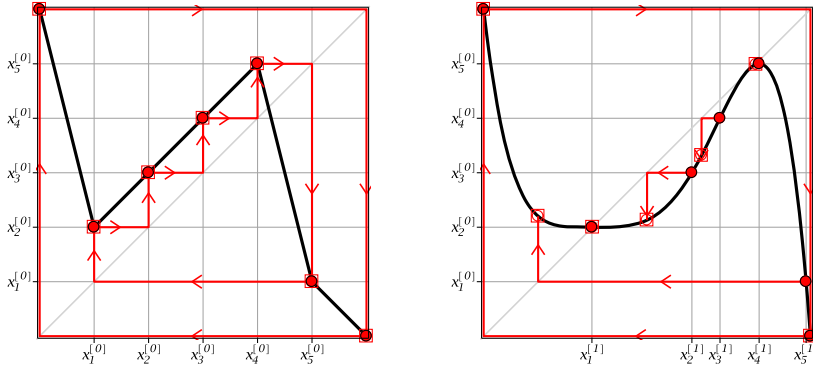 x₅^[0] x₅^[0]
x₄^[0] x₄^[0]
x₃^[0] x₃^[0]
x₂^[0] x₂^[0]
x₁^[0] x₁^[0]
x₁^[0] x₂^[0] x₃^[0] x₄^[0] x₅^[0] x₁^[1] x₂^[1] x₃^[1] x₄^[1] x₅^[1